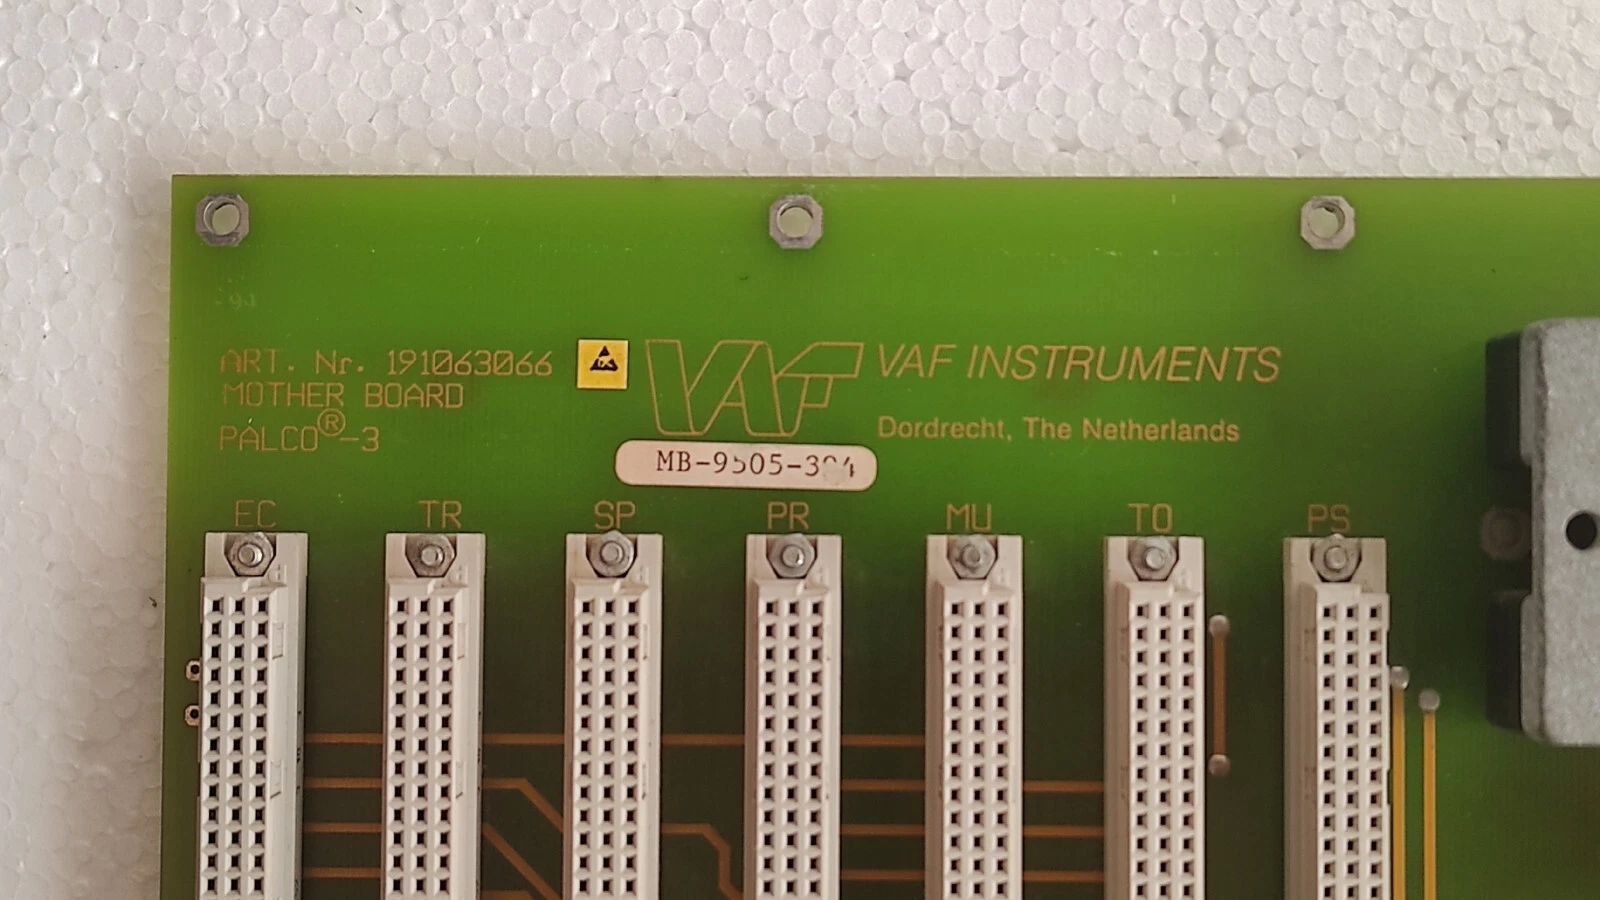 ART. Nr. 191063066
MOTHER BOARD
PALCO®-3
VAF
VAF INSTRUMENTS
Dordrecht, The Netherlands
EC TR SP PR MU TO PS